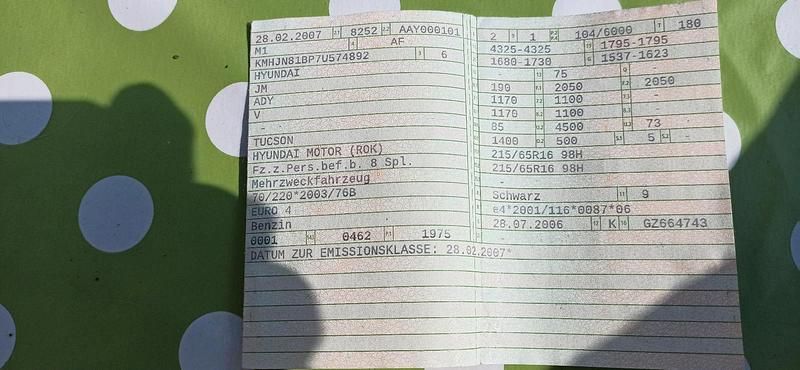 28.02.2007 8252 AAY000101
M1 AF
KMHJN81BP7U574892 6
HYUNDAI
JM
ADY
V
-
TUCSON
HYUNDAI MOTOR (ROK)
Fz.z.Pers.bef.b. 8 Spl.
Mehrzweckfahrzeug
70/220*2003/76B
EURO 4
Benzin
0001 0462 1975
DATUM ZUR EMISSIONSKLASSE: 28.02.2007*
2 1 104/6000 180
4325-4325 1795-1795
1680-1730 1537-1623
- 75 -
190 2050 2050
1170 1100 -
1170 1100 -
85 4500 73
1400 500 5 -
215/65R16 98H
215/65R16 98H
-
Schwarz 9
e4*2001/116*0087*06
28.07.2006 K GZ664743
-